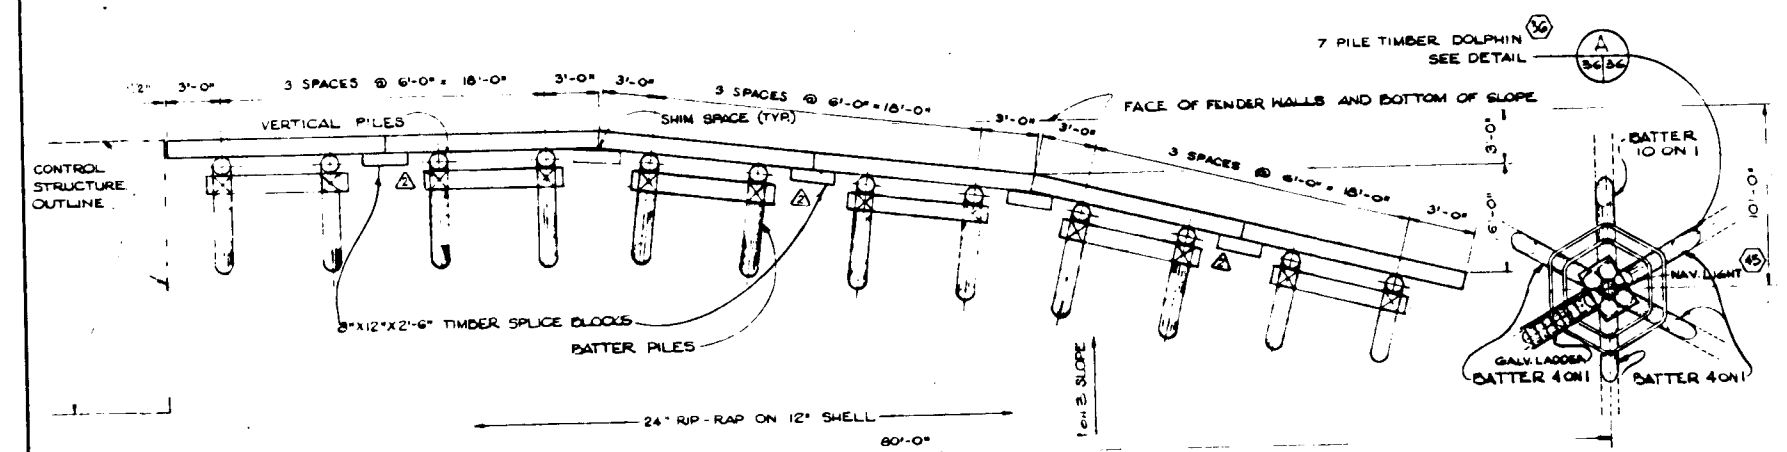 7 PILE TIMBER DOLPHIN
36
SEE DETAIL
A
36 36
2"
3'-0"
3 SPACES @ 6'-0" = 18'-0"
3'-0"
3'-0"
3 SPACES @ 6'-0" = 18'-0"
3'-0"
3'-0"
3 SPACES @ 6'-0" = 18'-0"
3'-0"
FACE OF FENDER WALLS AND BOTTOM OF SLOPE
VERTICAL PILES
SHIM SPACE (TYP.)
CONTROL
STRUCTURE
OUTLINE
2
2
2
3'-0"
6'-0"
10'-0"
BATTER
10 ON 1
NAV. LIGHT
45
8"X12"X2'-6" TIMBER SPLICE BLOCKS
BATTER PILES
GALV. LADDER
BATTER 4 ON 1
BATTER 4 ON 1
1 ON 3 SLOPE
24" RIP-RAP ON 12" SHELL
80'-0"